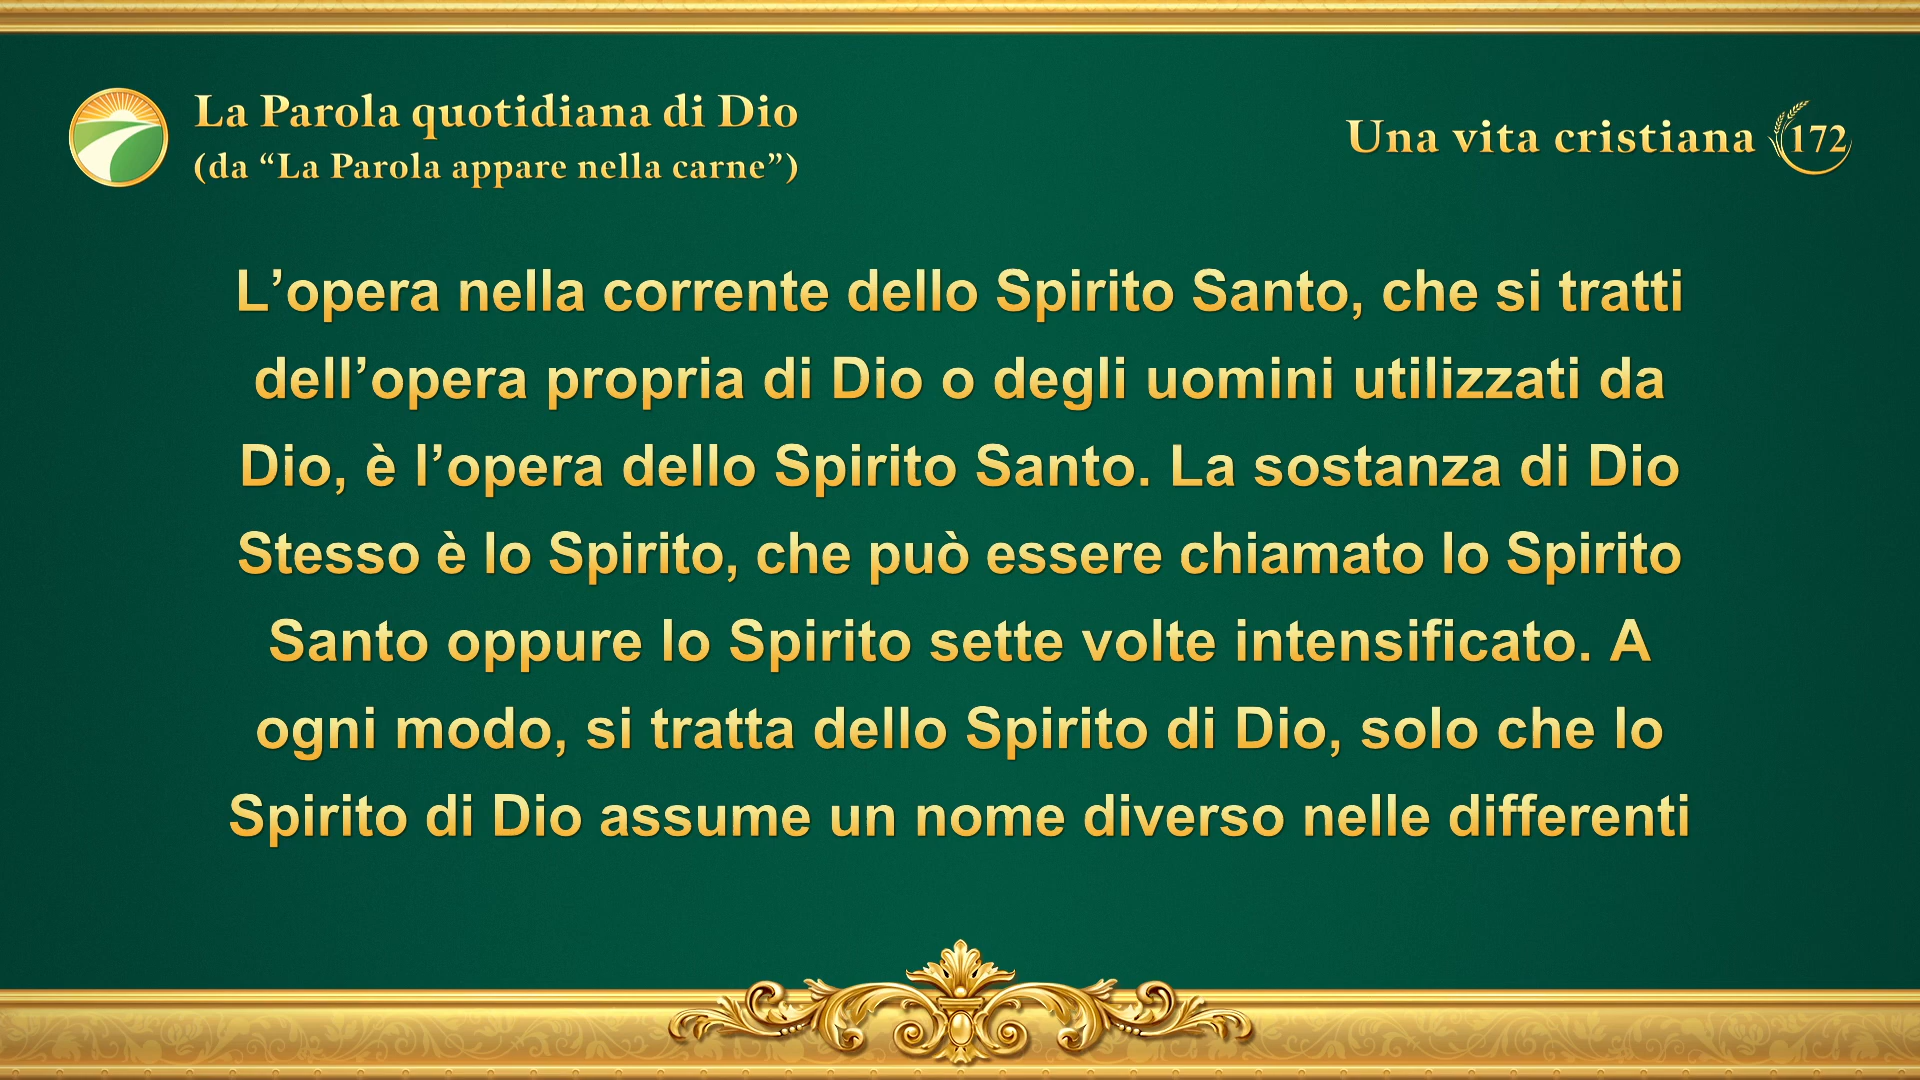 La Parola quotidiana di Dio
(da “La Parola appare nella carne”)
Una vita cristiana 172
L’opera nella corrente dello Spirito Santo, che si tratti
dell’opera propria di Dio o degli uomini utilizzati da
Dio, è l’opera dello Spirito Santo. La sostanza di Dio
Stesso è lo Spirito, che può essere chiamato lo Spirito
Santo oppure lo Spirito sette volte intensificato. A
ogni modo, si tratta dello Spirito di Dio, solo che lo
Spirito di Dio assume un nome diverso nelle differenti